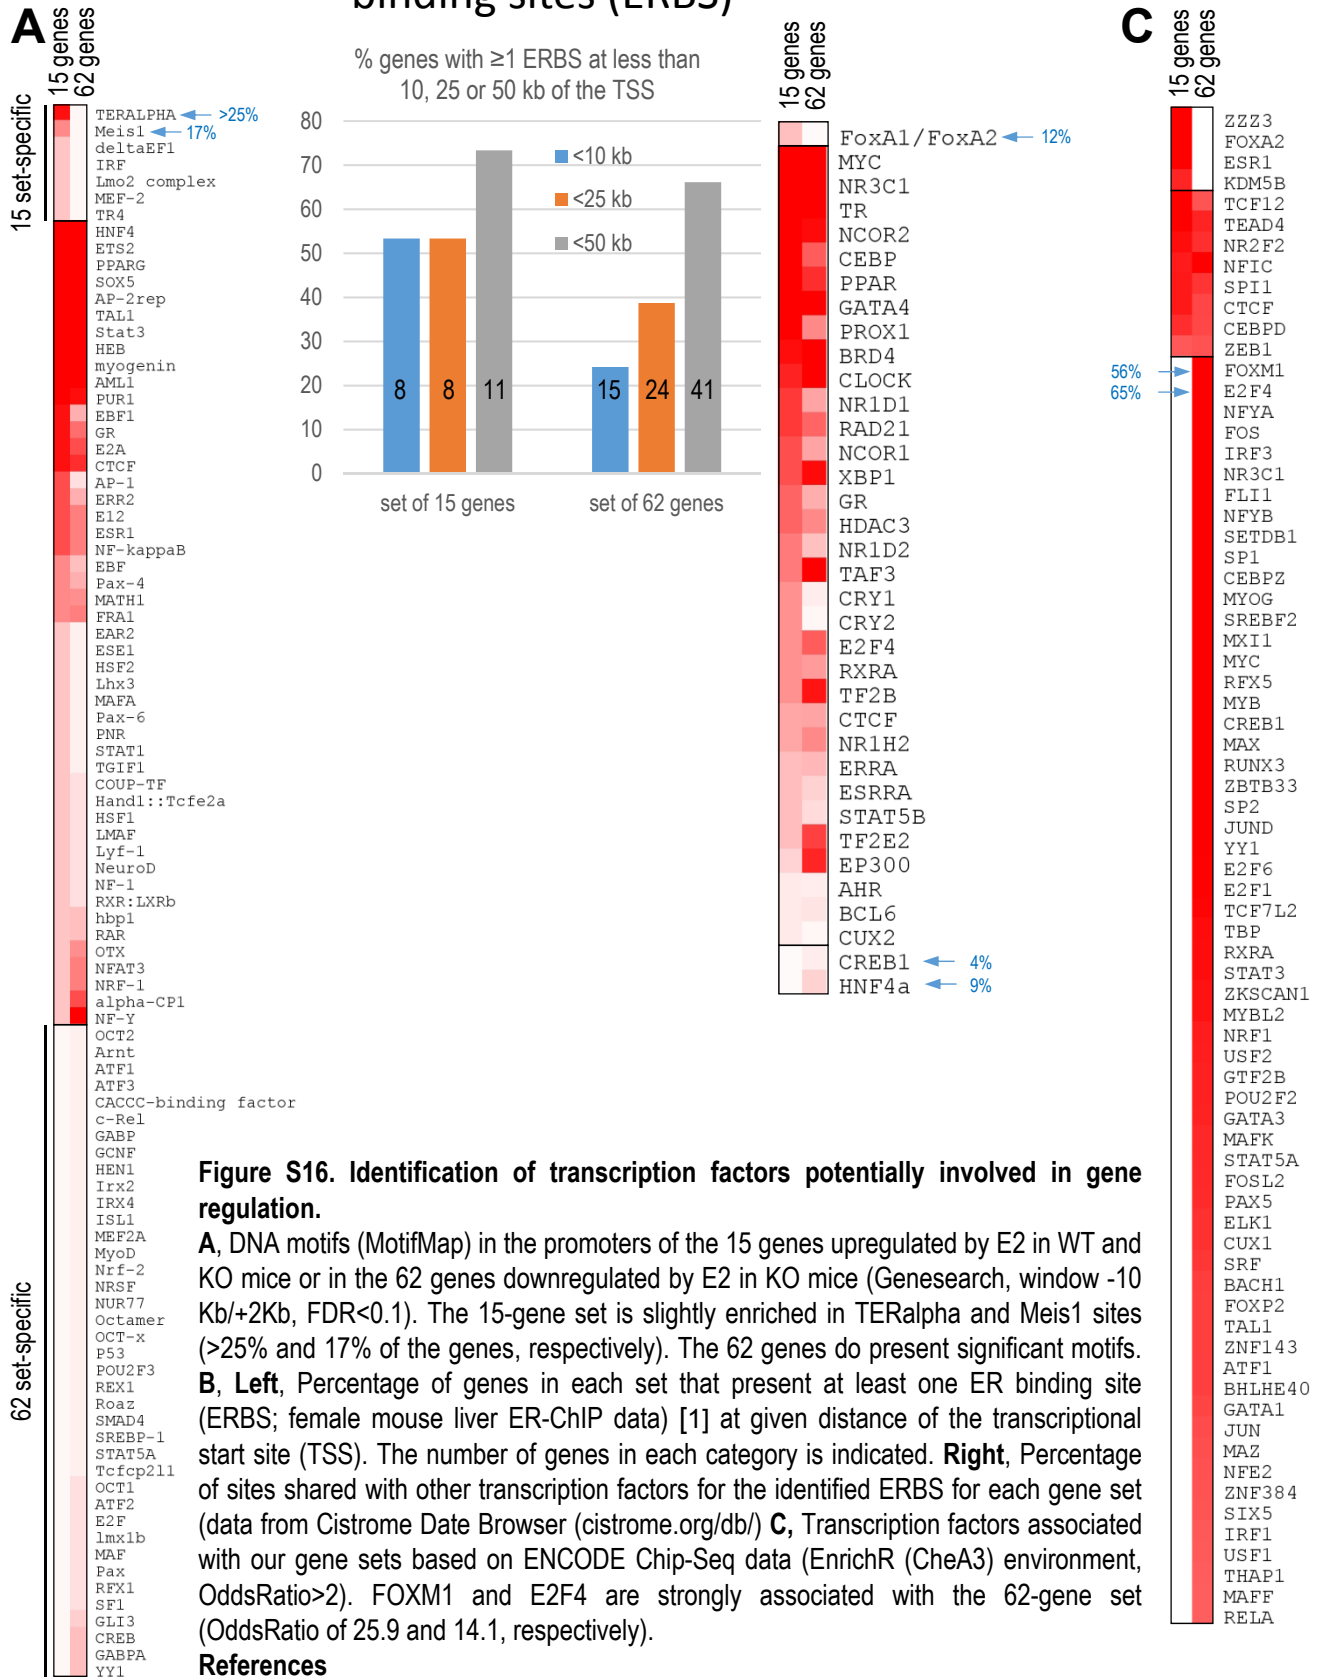 binding sites (ERBS)
A
15 genes
62 genes
15 set-specific
62 set-specific
TERALPHA
>25%
Meis1
17%
deltaEF1
IRF
Lmo2 complex
MEF-2
TR4
HNF4
ETS2
PPARG
SOX5
AP-2rep
TAL1
Stat3
HEB
myogenin
AML1
PUR1
EBF1
GR
E2A
CTCF
AP-1
ERR2
E12
ESR1
NF-kappaB
EBF
Pax-4
MATH1
FRA1
EAR2
ESE1
HSF2
Lhx3
MAFA
Pax-6
PNR
STAT1
TGIF1
COUP-TF
Hand1::Tcfe2a
HSF1
LMAF
Lyf-1
NeuroD
NF-1
RXR:LXRb
hbp1
RAR
OTX
NFAT3
NRF-1
alpha-CP1
NF-Y
OCT2
Arnt
ATF1
ATF3
CACCC-binding factor
c-Rel
GABP
GCNF
HEN1
Irx2
IRX4
ISL1
MEF2A
MyoD
Nrf-2
NRSF
NUR77
Octamer
OCT-x
P53
POU2F3
REX1
Roaz
SMAD4
SREBP-1
STAT5A
Tcfcp2l1
OCT1
ATF2
E2F
lmx1b
MAF
Pax
RFX1
SF1
GLI3
CREB
GABPA
YY1
% genes with ≥1 ERBS at less than
10, 25 or 50 kb of the TSS
80
70
60
50
40
30
20
10
0
<10 kb
<25 kb
<50 kb
8
8
11
15
24
41
set of 15 genes
set of 62 genes
15 genes
62 genes
FoxA1/FoxA2
12%
MYC
NR3C1
TR
NCOR2
CEBP
PPAR
GATA4
PROX1
BRD4
CLOCK
NR1D1
RAD21
NCOR1
XBP1
GR
HDAC3
NR1D2
TAF3
CRY1
CRY2
E2F4
RXRA
TF2B
CTCF
NR1H2
ERRA
ESRRA
STAT5B
TF2E2
EP300
AHR
BCL6
CUX2
CREB1
4%
HNF4a
9%
C
15 genes
62 genes
ZZZ3
FOXA2
ESR1
KDM5B
TCF12
TEAD4
NR2F2
NFIC
SPI1
CTCF
CEBPD
ZEB1
56%
FOXM1
65%
E2F4
NFYA
FOS
IRF3
NR3C1
FLI1
NFYB
SETDB1
SP1
CEBPZ
MYOG
SREBF2
MXI1
MYC
RFX5
MYB
CREB1
MAX
RUNX3
ZBTB33
SP2
JUND
YY1
E2F6
E2F1
TCF7L2
TBP
RXRA
STAT3
ZKSCAN1
MYBL2
NRF1
USF2
GTF2B
POU2F2
GATA3
MAFK
STAT5A
FOSL2
PAX5
ELK1
CUX1
SRF
BACH1
FOXP2
TAL1
ZNF143
ATF1
BHLHE40
GATA1
JUN
MAZ
NFE2
ZNF384
SIX5
IRF1
USF1
THAP1
MAFF
RELA
Figure S16. Identification of transcription factors potentially involved in gene
regulation.
A, DNA motifs (MotifMap) in the promoters of the 15 genes upregulated by E2 in WT and
KO mice or in the 62 genes downregulated by E2 in KO mice (Genesearch, window -10
Kb/+2Kb, FDR<0.1). The 15-gene set is slightly enriched in TERalpha and Meis1 sites
(>25% and 17% of the genes, respectively). The 62 genes do present significant motifs.
B, Left, Percentage of genes in each set that present at least one ER binding site
(ERBS; female mouse liver ER-ChIP data) [1] at given distance of the transcriptional
start site (TSS). The number of genes in each category is indicated. Right, Percentage
of sites shared with other transcription factors for the identified ERBS for each gene set
(data from Cistrome Date Browser (cistrome.org/db/) C, Transcription factors associated
with our gene sets based on ENCODE Chip-Seq data (EnrichR (CheA3) environment,
OddsRatio>2). FOXM1 and E2F4 are strongly associated with the 62-gene set
(OddsRatio of 25.9 and 14.1, respectively).
References